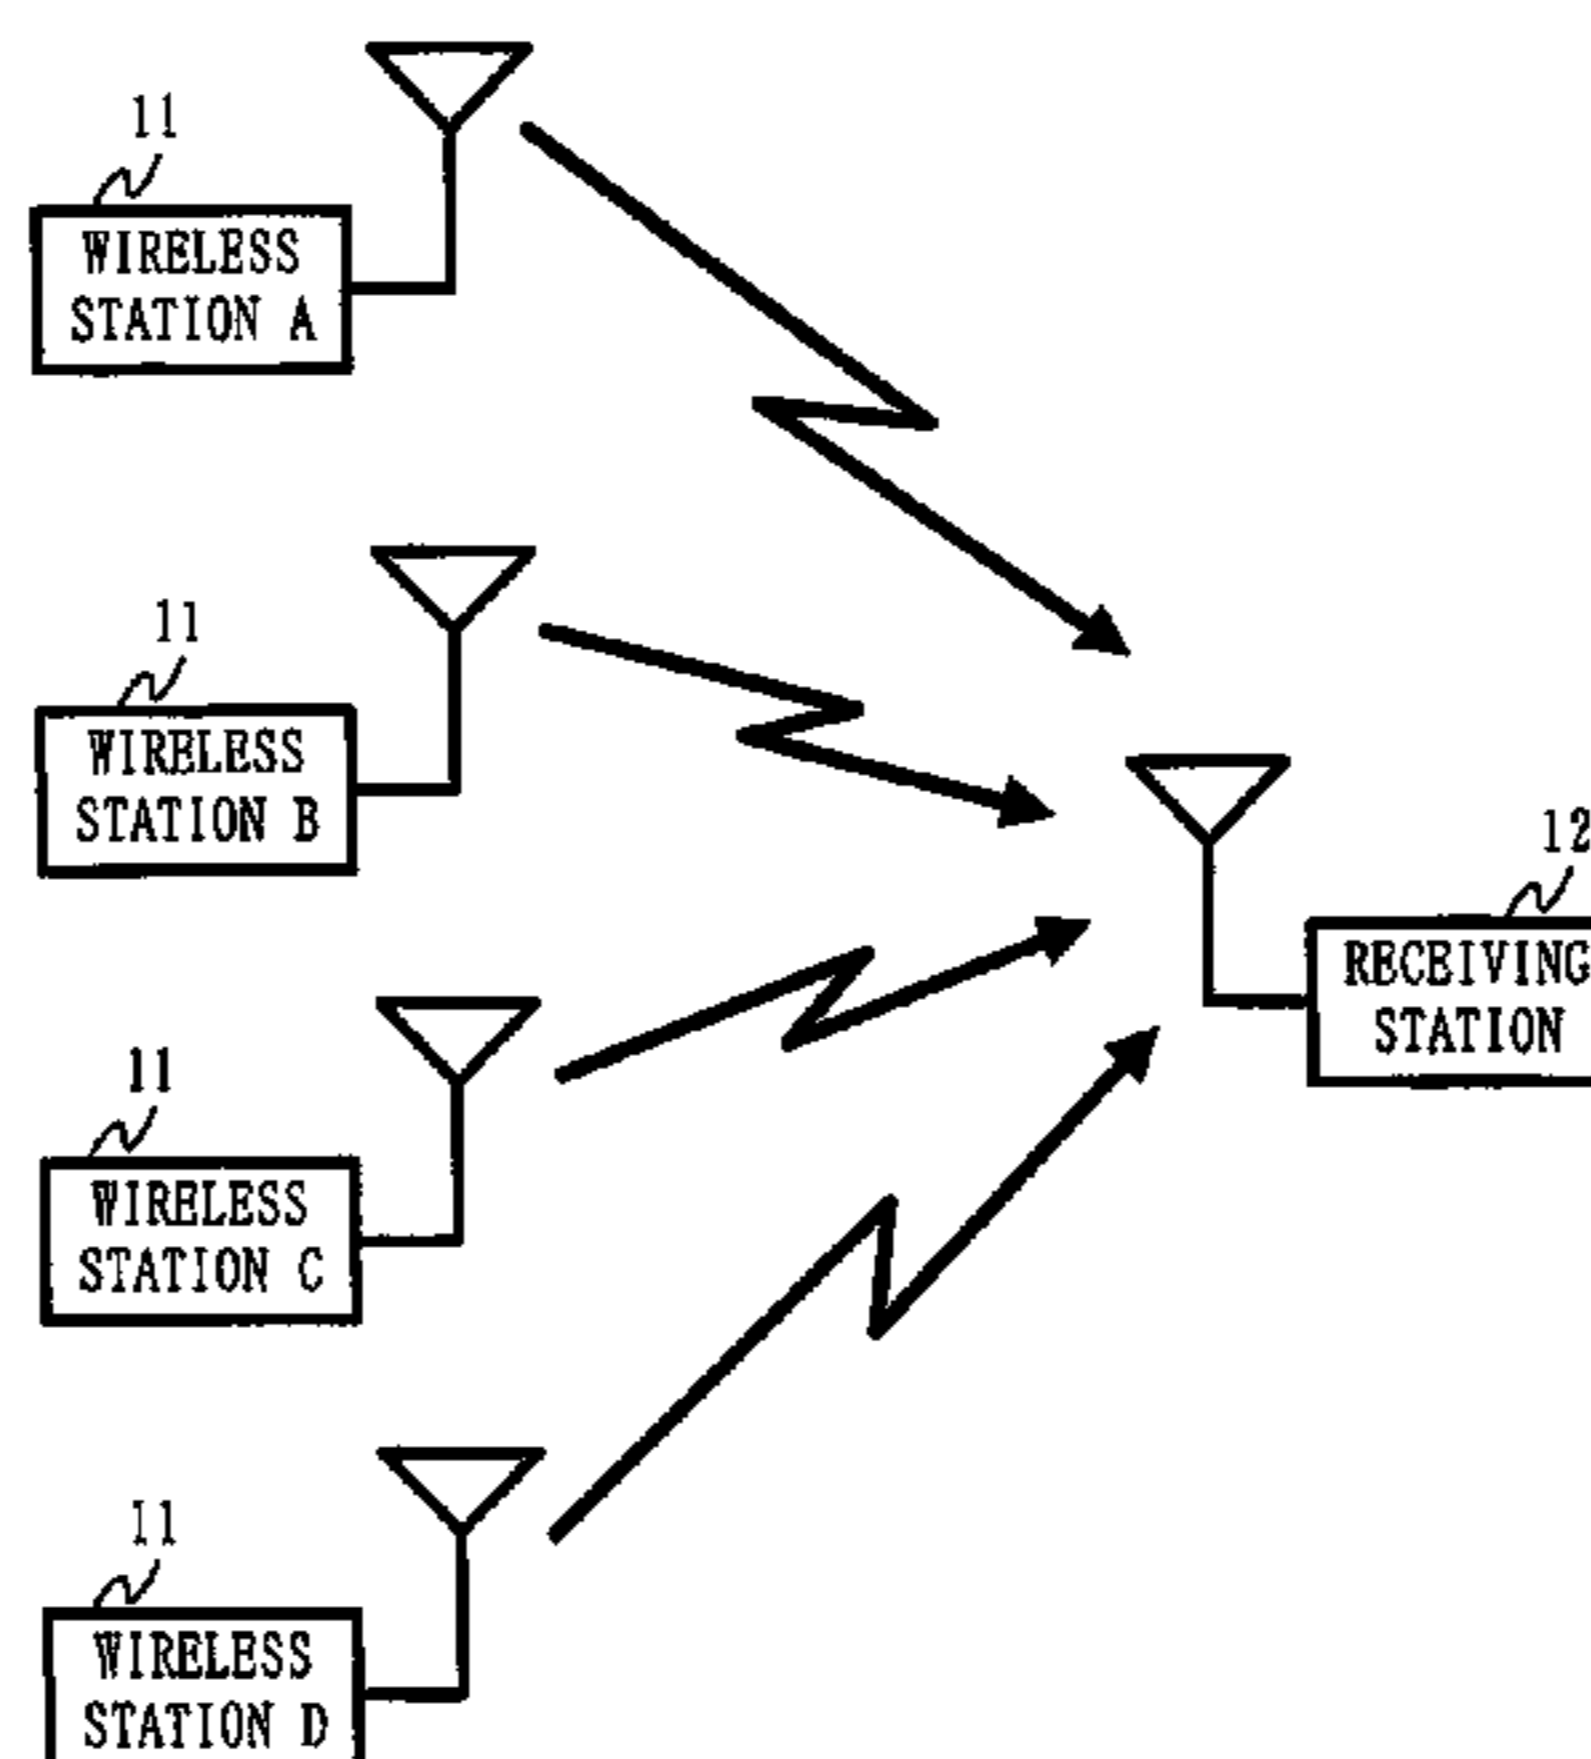 11
WIRELESS
STATION A
11
WIRELESS
STATION B
12
RECEIVING
STATION
11
WIRELESS
STATION C
11
WIRELESS
STATION D